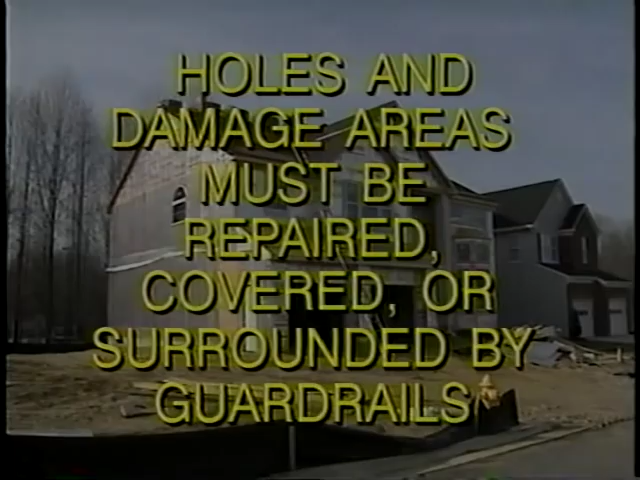 HOLES AND
DAMAGE AREAS
MUST BE
REPAIRED,
COVERED, OR
SURROUNDED BY
GUARDRAILS